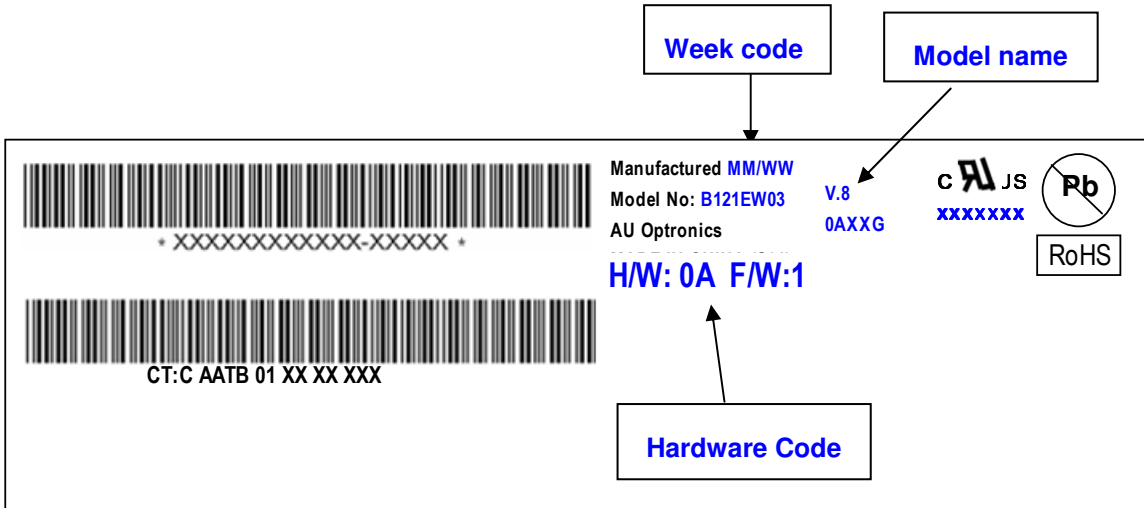 Week code
Model name
Manufactured MM/WW
Model No: B121EW03 V.8
AU Optronics 0AXXG
H/W: 0A F/W:1
* XXXXXXXXXXXXX-XXXXX *
CT:C AATB 01 XX XX XXX
c US
XXXXXXX
Pb
RoHS
Hardware Code